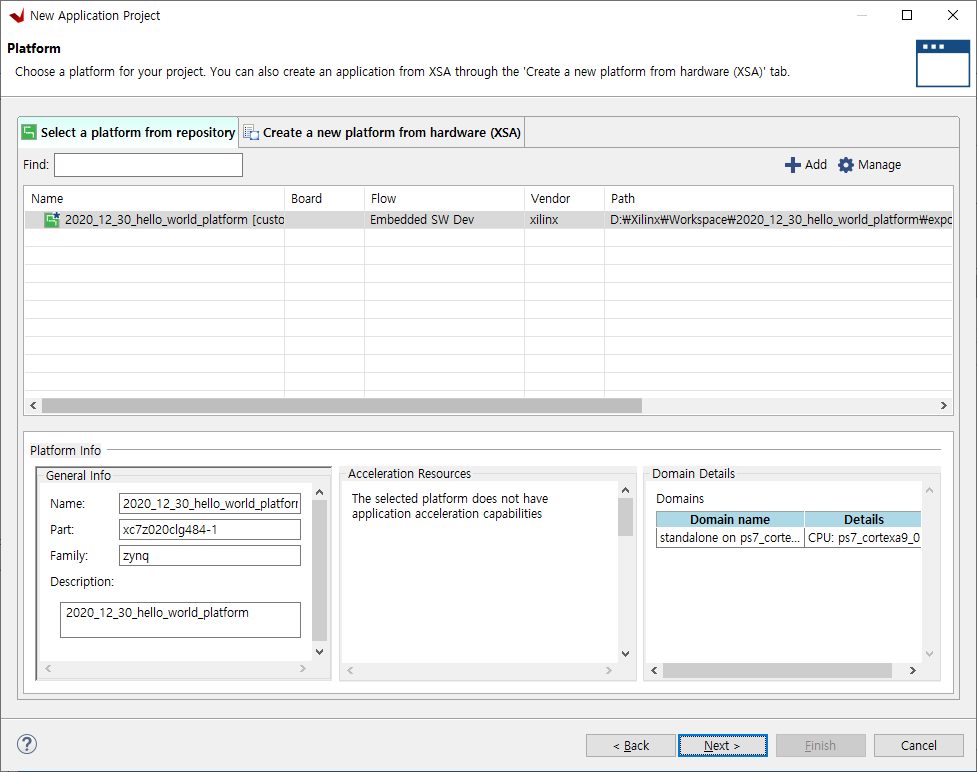 New Application Project
Platform
Choose a platform for your project. You can also create an application from XSA through the 'Create a new platform from hardware (XSA)' tab.
Select a platform from repository
Create a new platform from hardware (XSA)
Find:
Add
Manage
Name Board Flow Vendor Path
2020_12_30_hello_world_platform [custo Embedded SW Dev xilinx D:₩Xilinx₩Workspace₩2020_12_30_hello_world_platform₩expo
Platform Info
General Info
Name: 2020_12_30_hello_world_platform
Part: xc7z020clg484-1
Family: zynq
Description:
2020_12_30_hello_world_platform
Acceleration Resources
The selected platform does not have
application acceleration capabilities
Domain Details
Domains
Domain name Details
standalone on ps7_corte... CPU: ps7_cortexa9_0
?
< Back
Next >
Finish
Cancel